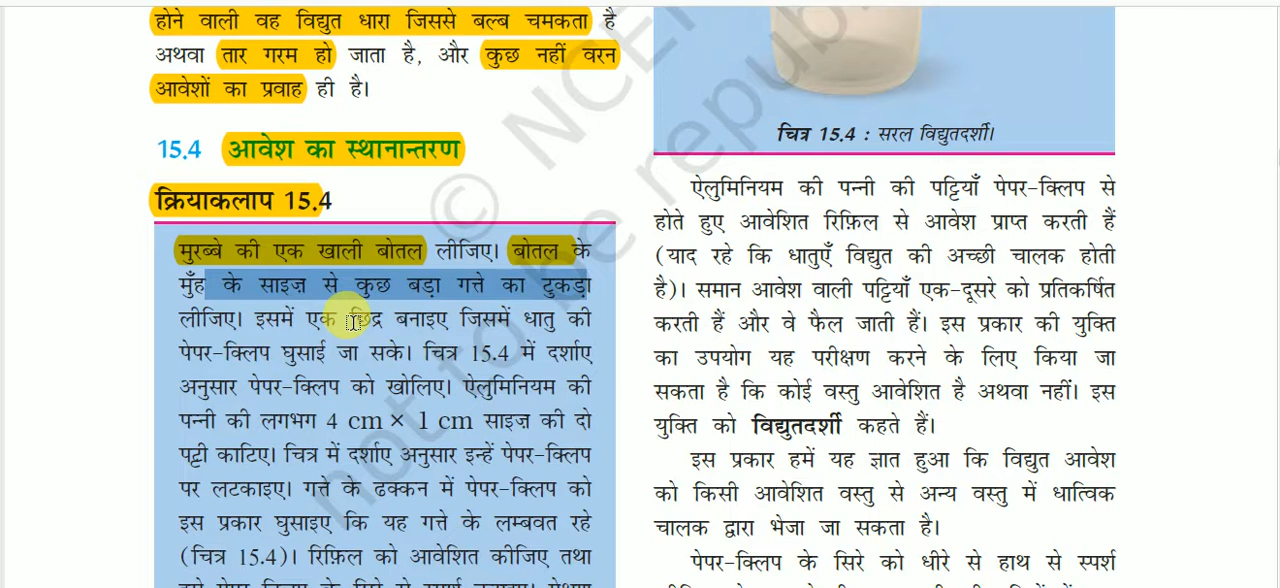 होने वाली वह विद्युत धारा जिससे बल्ब चमकता है
अथवा तार गरम हो जाता है, और कुछ नहीं वरन
आवेशों का प्रवाह ही है।
15.4 आवेश का स्थानान्तरण
क्रियाकलाप 15.4
मुरब्बे की एक खाली बोतल लीजिए। बोतल के
मुँह के साइज से कुछ बड़ा गत्ते का टुकड़ा
लीजिए। इसमें एक छिद्र बनाइए जिसमें धातु की
पेपर-क्लिप घुसाई जा सके। चित्र 15.4 में दर्शाए
अनुसार पेपर-क्लिप को खोलिए। ऐलुमिनियम की
पन्नी की लगभग 4 cm × 1 cm साइज की दो
पट्टी काटिए। चित्र में दर्शाए अनुसार इन्हें पेपर-क्लिप
पर लटकाइए। गत्ते के ढक्कन में पेपर-क्लिप को
इस प्रकार घुसाइए कि यह गत्ते के लम्बवत रहे
(चित्र 15.4)। रिफ़िल को आवेशित कीजिए तथा
चित्र 15.4 : सरल विद्युतदर्शी।
ऐलुमिनियम की पन्नी की पट्टियाँ पेपर-क्लिप से
होते हुए आवेशित रिफ़िल से आवेश प्राप्त करती हैं
(याद रहे कि धातुएँ विद्युत की अच्छी चालक होती
है)। समान आवेश वाली पट्टियाँ एक-दूसरे को प्रतिकर्षित
करती हैं और वे फैल जाती हैं। इस प्रकार की युक्ति
का उपयोग यह परीक्षण करने के लिए किया जा
सकता है कि कोई वस्तु आवेशित है अथवा नहीं। इस
युक्ति को विद्युतदर्शी कहते हैं।
इस प्रकार हमें यह ज्ञात हुआ कि विद्युत आवेश
को किसी आवेशित वस्तु से अन्य वस्तु में धात्विक
चालक द्वारा भेजा जा सकता है।
पेपर-क्लिप के सिरे को धीरे से हाथ से स्पर्श
© NCE
not to be republi